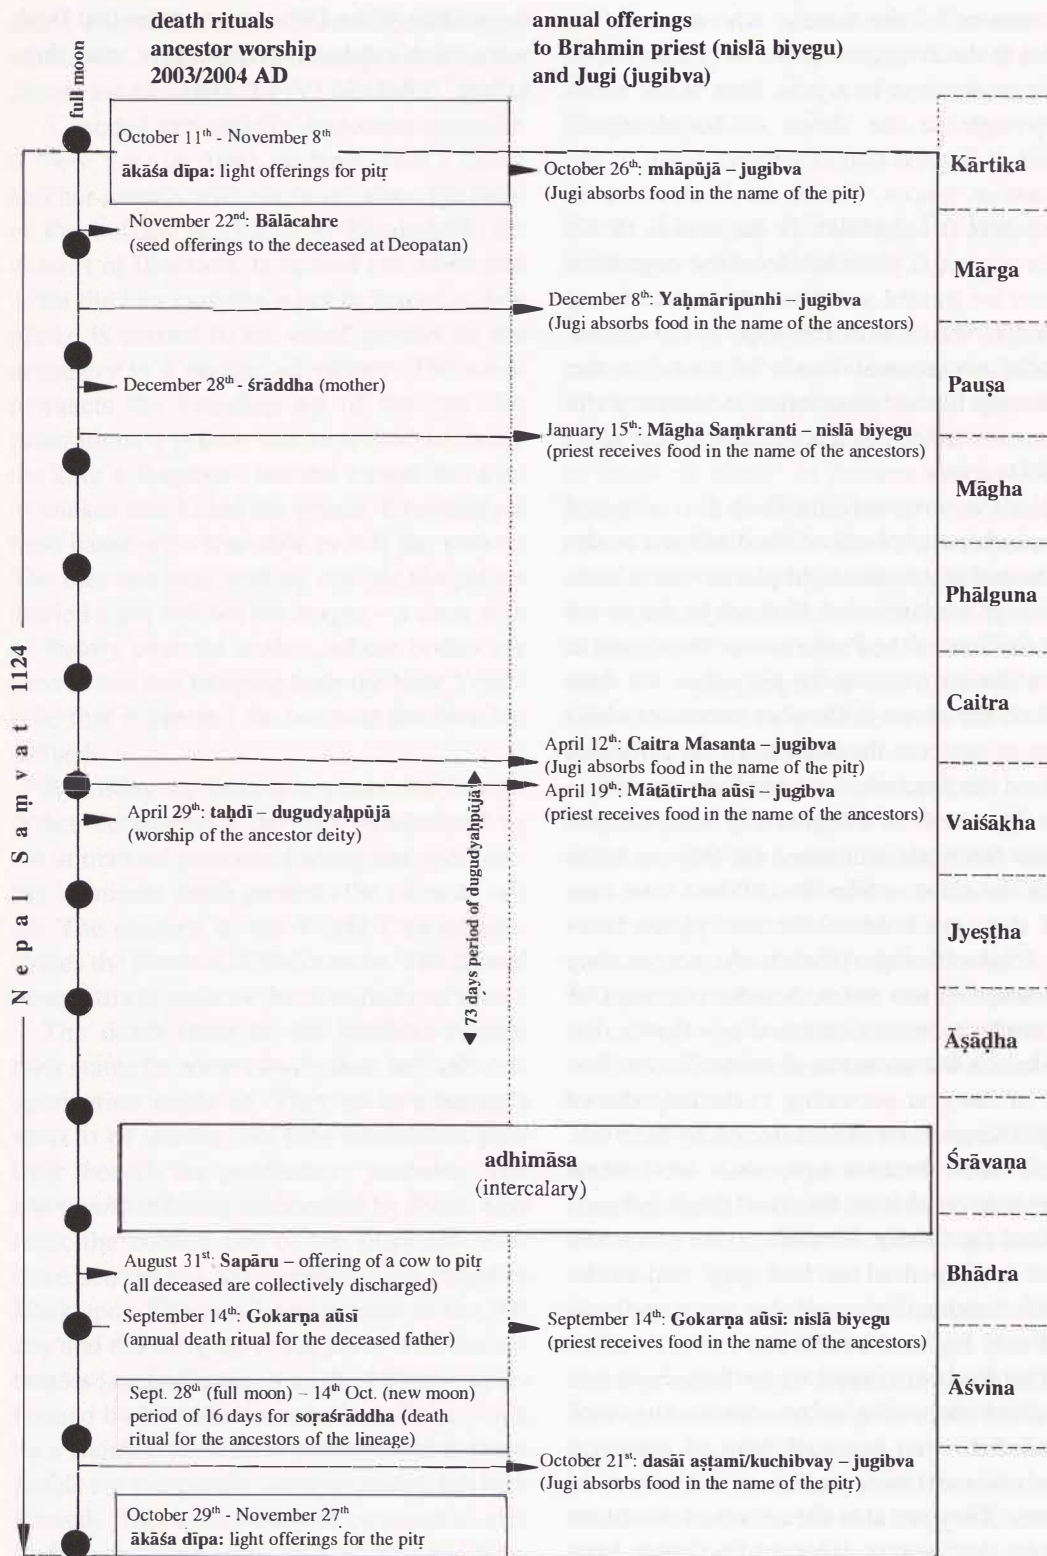 full moon
death rituals
ancestor worship
2003/2004 AD
annual offerings
to Brahmin priest (nislā biyegu)
and Jugi (jugibva)
October 11th - November 8th
ākāśa dīpa: light offerings for pitṛ
October 26th: mhāpūjā – jugibva
(Jugi absorbs food in the name of the pitṛ)
Kārtika
November 22nd: Bālācahre
(seed offerings to the deceased at Deopatan)
Mārga
December 8th: Yaḥmāripunhi – jugibva
(Jugi absorbs food in the name of the ancestors)
December 28th - śrāddha (mother)
Pauṣa
January 15th: Māgha Saṃkranti – nislā biyegu
(priest receives food in the name of the ancestors)
Māgha
Phālguna
Nepal Saṃvat 1124
Caitra
April 12th: Caitra Masanta – jugibva
(Jugi absorbs food in the name of the pitṛ)
April 19th: Mātātīrtha aũsī – jugibva
(priest receives food in the name of the ancestors)
April 29th: taḥdī – dugudyaḥpūjā
(worship of the ancestor deity)
Vaiśākha
73 days period of dugudyaḥpūjā
Jyeṣṭha
Āṣāḍha
adhimāsa
(intercalary)
Śrāvaṇa
August 31st: Sapāru – offering of a cow to pitṛ
(all deceased are collectively discharged)
Bhādra
September 14th: Gokarṇa aũsī
(annual death ritual for the deceased father)
September 14th: Gokarṇa aũsī: nislā biyegu
(priest receives food in the name of the ancestors)
Sept. 28th (full moon) – 14th Oct. (new moon)
period of 16 days for soraśrāddha (death
ritual for the ancestors of the lineage)
Āśvina
October 21st: dasāī aṣṭamī/kuchibvay – jugibva
(Jugi absorbs food in the name of the pitṛ)
October 29th - November 27th
ākāśa dīpa: light offerings for the pitṛ